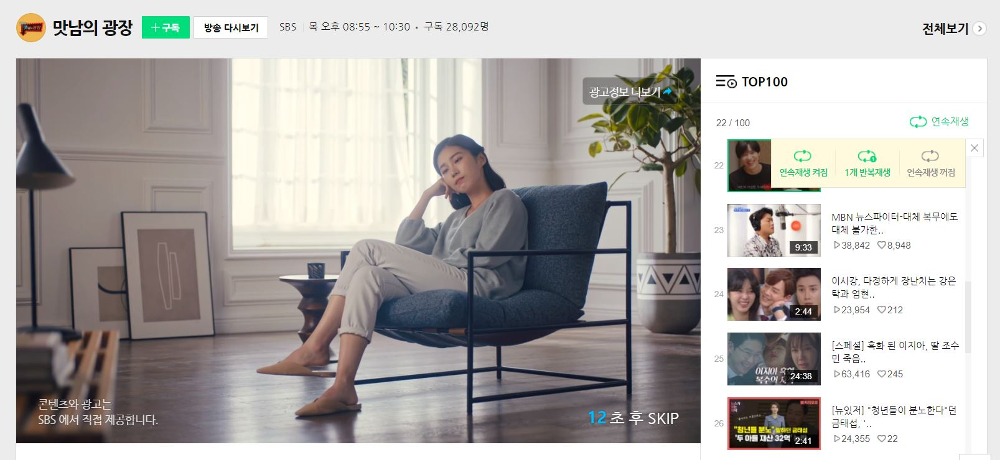 맛남의 광장
맛남의 광장
+ 구독
방송 다시보기
SBS | 목 오후 08:55 ~ 10:30 • 구독 28,092명
전체보기
광고정보 더보기
콘텐츠와 광고는
SBS 에서 직접 제공합니다.
12 초 후 SKIP
TOP100
22 / 100
연속재생
22
연속재생 켜짐
1개 반복재생
연속재생 꺼짐
23
9:33
MBN 뉴스파이터-대체 복무에도
대체 불가한..
38,842
8,948
24
2:44
이시강, 다정하게 장난치는 강은
탁과 엄현..
23,954
212
25
이지아 흑화
복수의 시작
24:38
[스페셜] 흑화 된 이지아, 딸 조수
민 죽음..
63,416
245
26
"청년들 분노" 말하던 금태섭
'두 아들 재산 32억
2:41
[뉴있저] "청년들이 분노한다"던
금태섭, '..
24,355
22